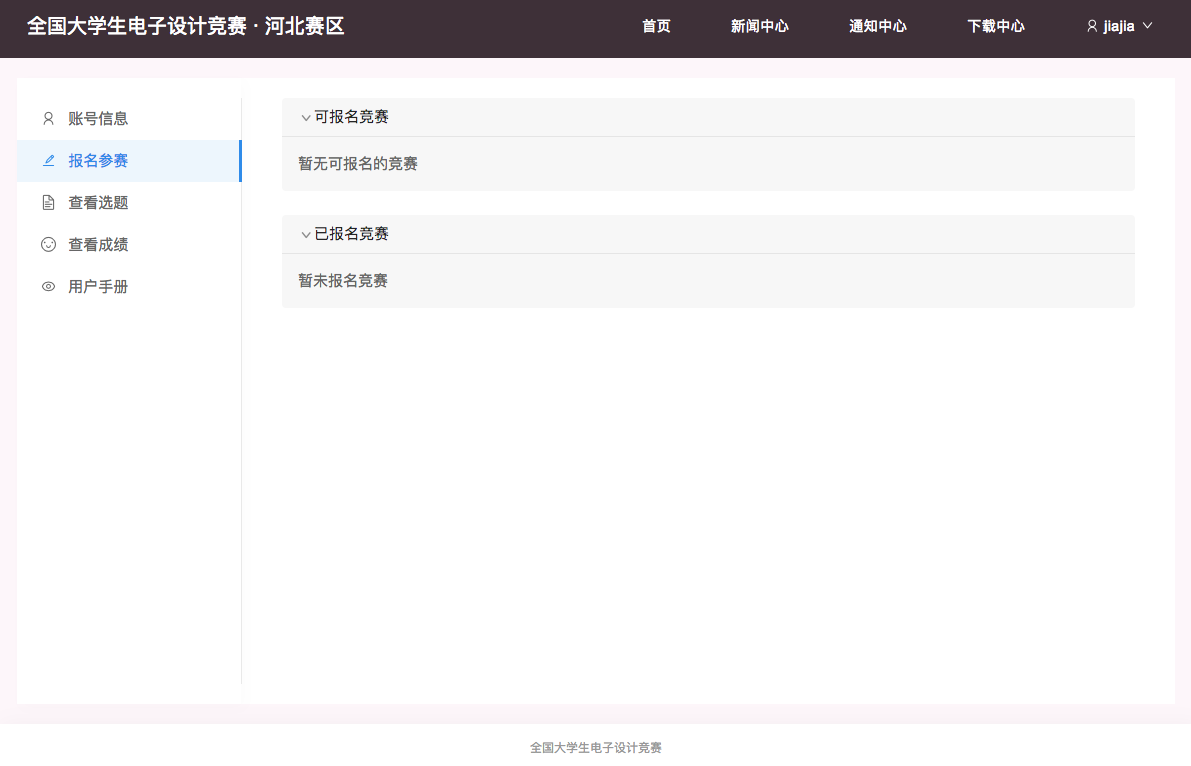 全国大学生电子设计竞赛 · 河北赛区
首页 新闻中心 通知中心 下载中心 jiajia
账号信息
报名参赛
查看选题
查看成绩
用户手册
可报名竞赛
暂无可报名的竞赛
已报名竞赛
暂未报名竞赛
全国大学生电子设计竞赛